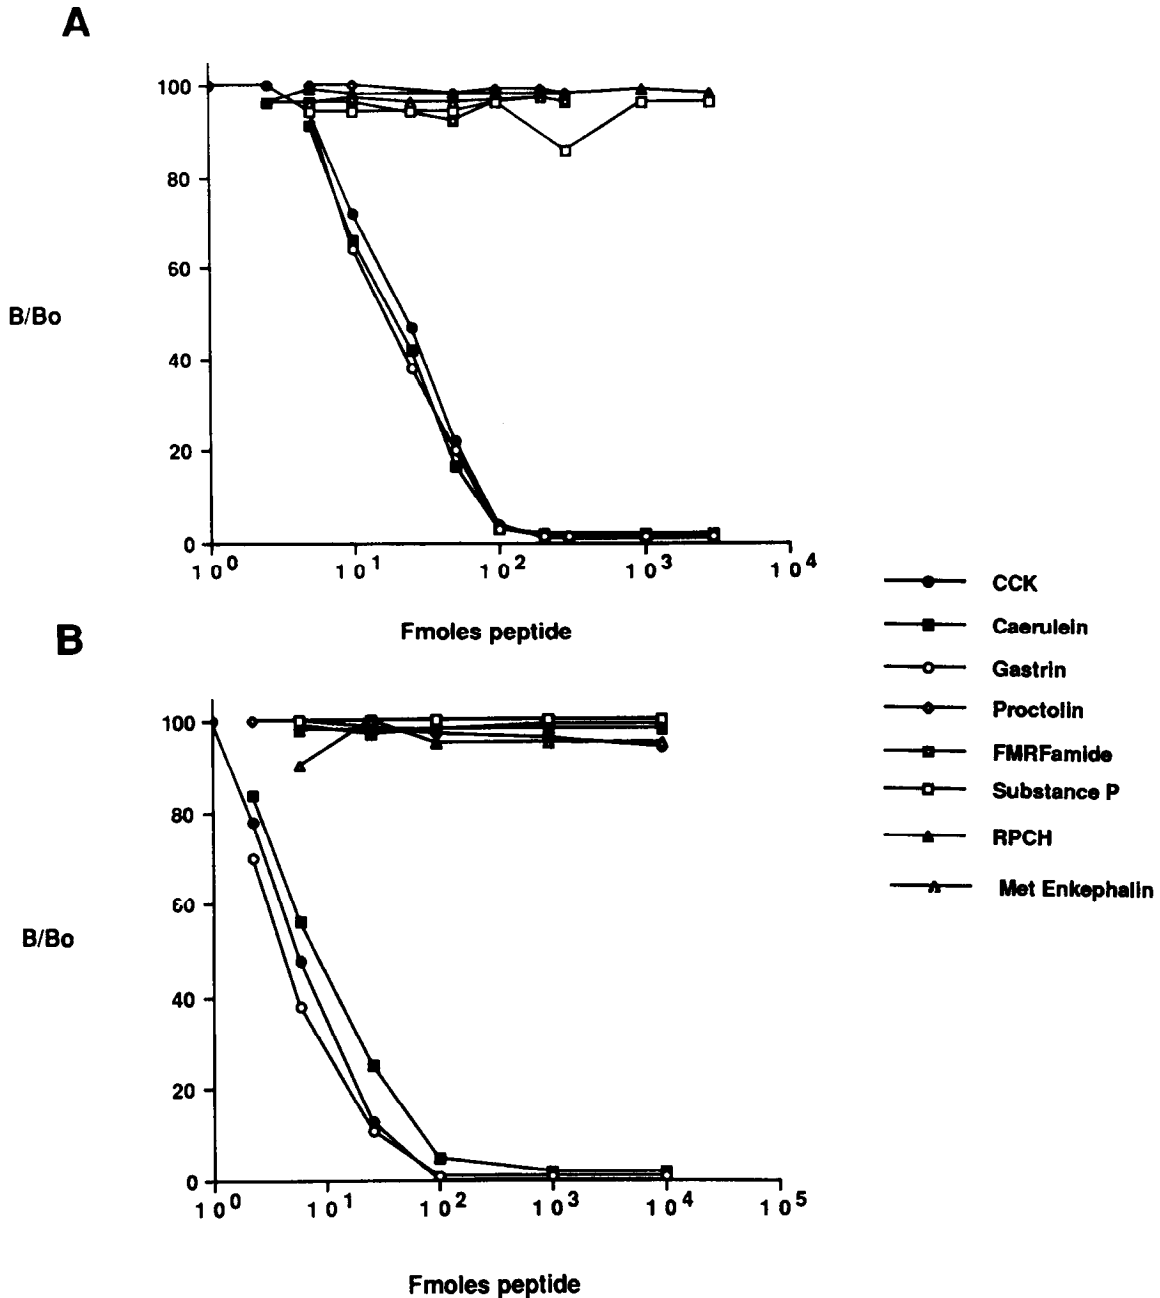 A
100
80
60
40
20
0
B/Bo
10^0 10^1 10^2 10^3 10^4
Fmoles peptide
B
100
80
60
40
20
0
B/Bo
10^0 10^1 10^2 10^3 10^4 10^5
Fmoles peptide
CCK
Caerulein
Gastrin
Proctolin
FMRFamide
Substance P
RPCH
Met Enkephalin